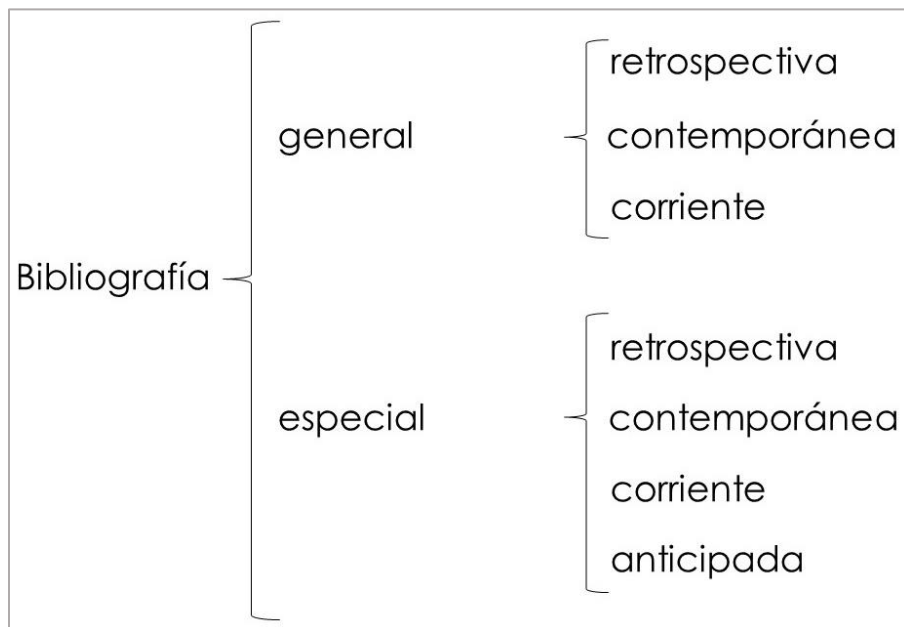 Bibliografía
general
retrospectiva
contemporánea
corriente
especial
retrospectiva
contemporánea
corriente
anticipada